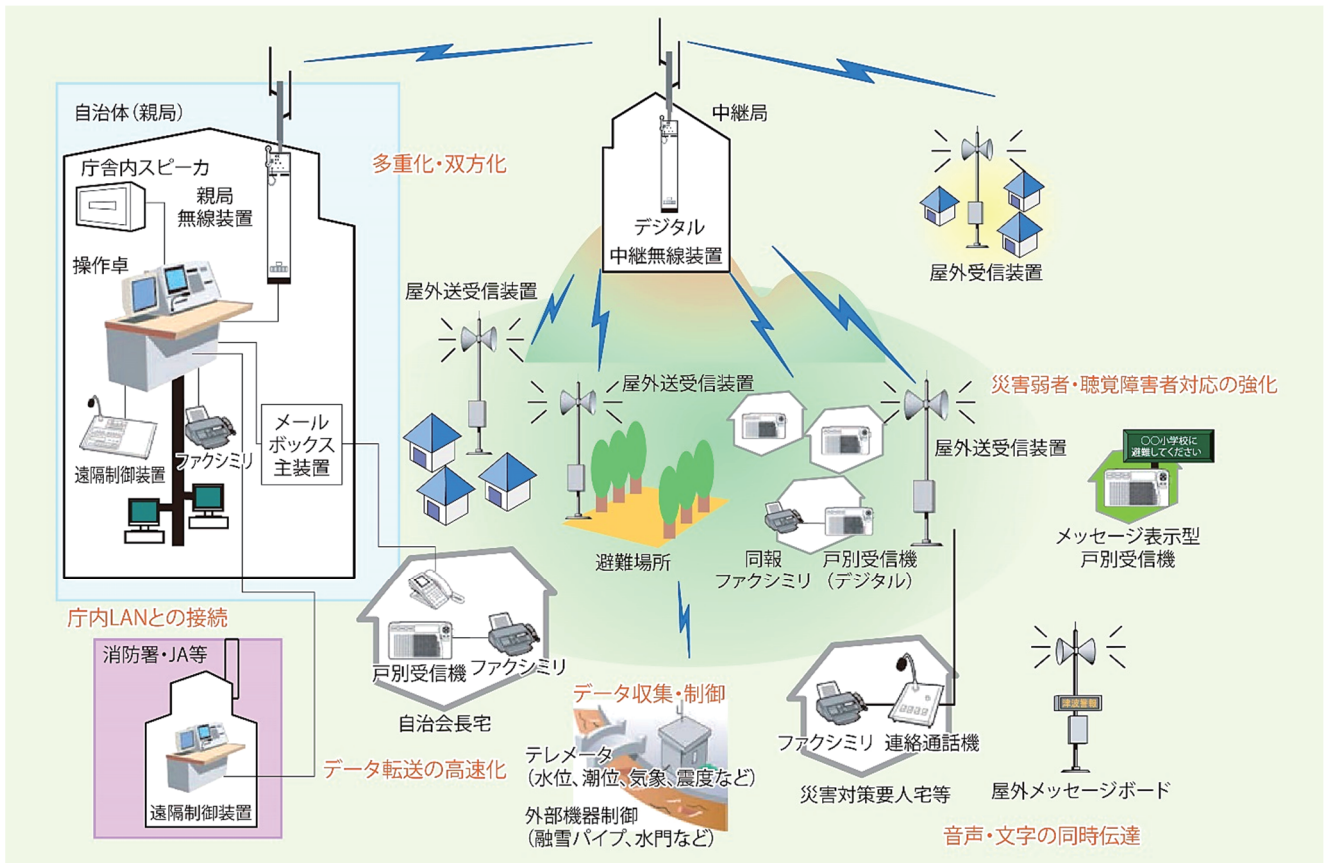 自治体（親局）
庁舎内スピーカ
親局
無線装置
操作卓
遠隔制御装置
ファクシミリ
メール
ボックス
主装置
多重化・双方化
中継局
デジタル
中継無線装置
屋外受信装置
屋外送受信装置
屋外送受信装置
避難場所
同報
ファクシミリ
戸別受信機
（デジタル）
屋外送受信装置
災害弱者・聴覚障害者対応の強化
○○小学校に
避難してください
メッセージ表示型
戸別受信機
庁内LANとの接続
消防署・JA等
遠隔制御装置
データ転送の高速化
戸別受信機
ファクシミリ
自治会長宅
データ収集・制御
テレメータ
（水位、潮位、気象、震度など）
外部機器制御
（融雪パイプ、水門など）
ファクシミリ
連絡通話機
災害対策要人宅等
津波警報
屋外メッセージボード
音声・文字の同時伝達